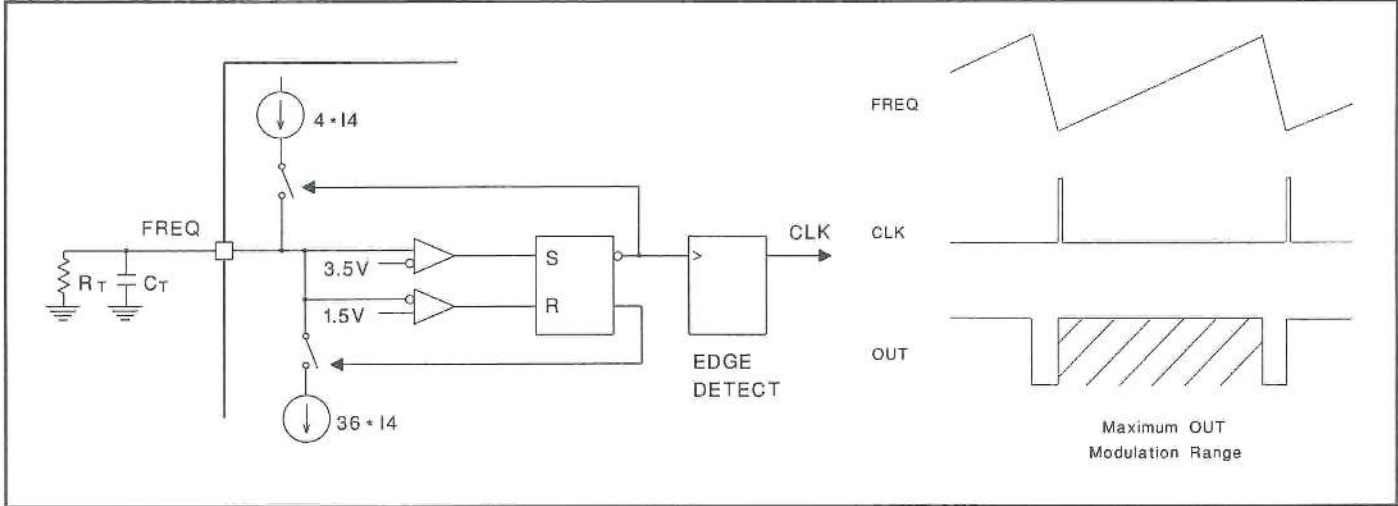 4*I4
FREQ
RT
CT
3.5V
1.5V
S
R
>
CLK
EDGE
DETECT
36*I4
FREQ
CLK
OUT
Maximum OUT
Modulation Range